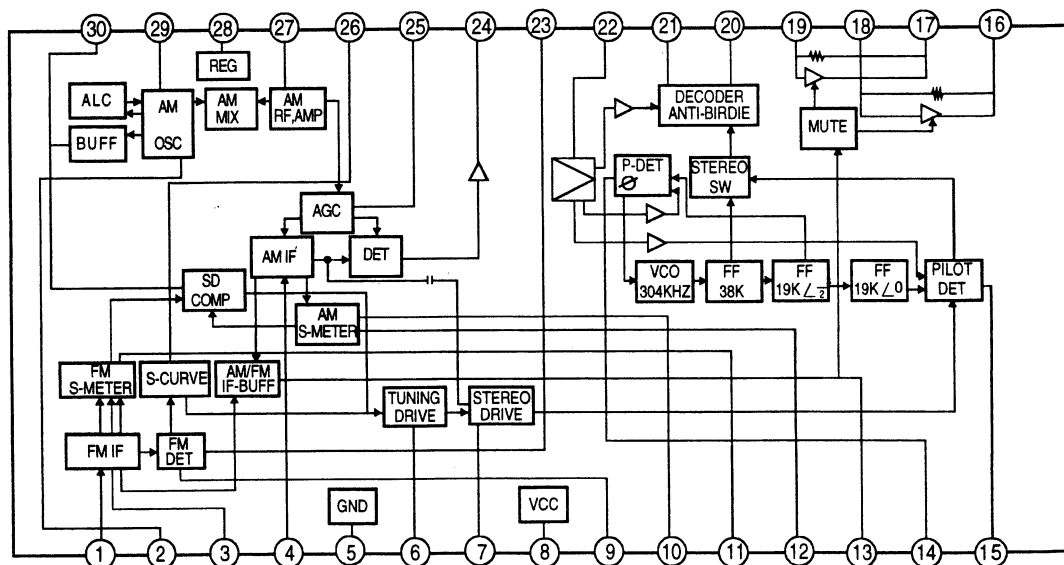 30 29 28 27 26 25 24 23 22 21 20 19 18 17 16
REG
ALC
AM
OSC
AM
MIX
AM
RF,AMP
BUFF
DECODER
ANTI-BIRDIE
MUTE
P-DET
Ø
STEREO
SW
AGC
AM IF
DET
SD
COMP
AM
S-METER
VCO
304KHZ
FF
38K
FF
19K∠π/2
FF
19K∠0
PILOT
DET
FM
S-METER
S-CURVE
AM/FM
IF-BUFF
TUNING
DRIVE
STEREO
DRIVE
FM IF
FM
DET
GND
VCC
1 2 3 4 5 6 7 8 9 10 11 12 13 14 15